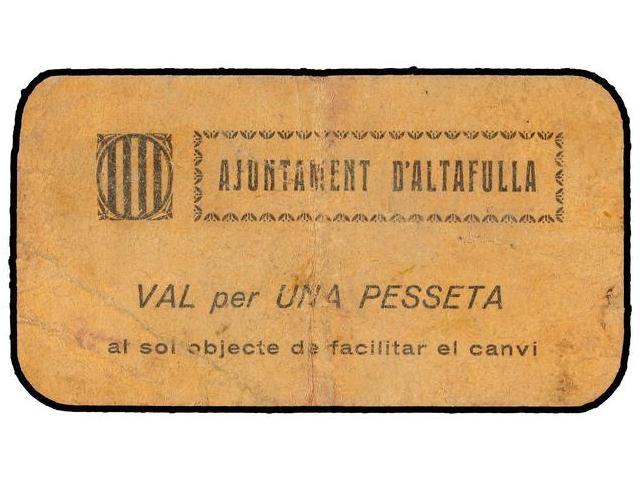 AJUNTAMENT D'ALTAFULLA
VAL per UNA PESSETA
al sol objecte de facilitar el canvi